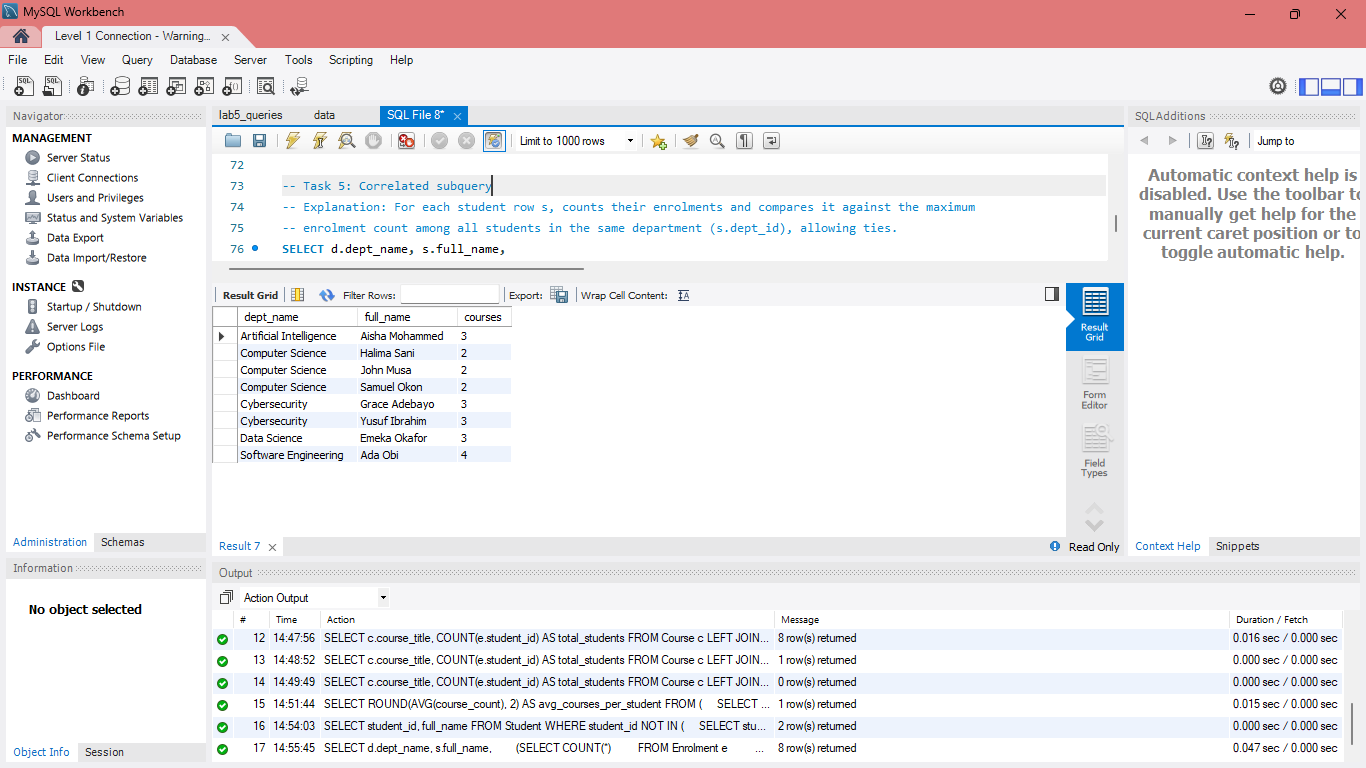 MySQL Workbench
Level 1 Connection - Warning...
File Edit View Query Database Server Tools Scripting Help
Navigator
MANAGEMENT
Server Status
Client Connections
Users and Privileges
Status and System Variables
Data Export
Data Import/Restore
INSTANCE
Startup / Shutdown
Server Logs
Options File
PERFORMANCE
Dashboard
Performance Reports
Performance Schema Setup
Administration Schemas
Information
No object selected
Object Info Session
lab5_queries data SQL File 8*
Limit to 1000 rows
72
73 -- Task 5: Correlated subquery
74 -- Explanation: For each student row s, counts their enrolments and compares it against the maximum
75 -- enrolment count among all students in the same department (s.dept_id), allowing ties.
76 SELECT d.dept_name, s.full_name,
Result Grid Filter Rows: Export: Wrap Cell Content:
dept_name full_name courses
Artificial Intelligence Aisha Mohammed 3
Computer Science Halima Sani 2
Computer Science John Musa 2
Computer Science Samuel Okon 2
Cybersecurity Grace Adebayo 3
Cybersecurity Yusuf Ibrahim 3
Data Science Emeka Okafor 3
Software Engineering Ada Obi 4
Result Grid
Form Editor
Field Types
Result 7
Read Only
SQLAdditions
Jump to
Automatic context help is
disabled. Use the toolbar to
manually get help for the
current caret position or to
toggle automatic help.
Context Help Snippets
Output
Action Output
# Time Action Message Duration / Fetch
12 14:47:56 SELECT c.course_title, COUNT(e.student_id) AS total_students FROM Course c LEFT JOIN... 8 row(s) returned 0.016 sec / 0.000 sec
13 14:48:52 SELECT c.course_title, COUNT(e.student_id) AS total_students FROM Course c LEFT JOIN... 1 row(s) returned 0.000 sec / 0.000 sec
14 14:49:49 SELECT c.course_title, COUNT(e.student_id) AS total_students FROM Course c LEFT JOIN... 0 row(s) returned 0.000 sec / 0.000 sec
15 14:51:44 SELECT ROUND(AVG(course_count), 2) AS avg_courses_per_student FROM ( SELECT ... 1 row(s) returned 0.015 sec / 0.000 sec
16 14:54:03 SELECT student_id, full_name FROM Student WHERE student_id NOT IN ( SELECT stu... 2 row(s) returned 0.000 sec / 0.000 sec
17 14:55:45 SELECT d.dept_name, s.full_name, (SELECT COUNT(*) FROM Enrolment e ... 8 row(s) returned 0.047 sec / 0.000 sec